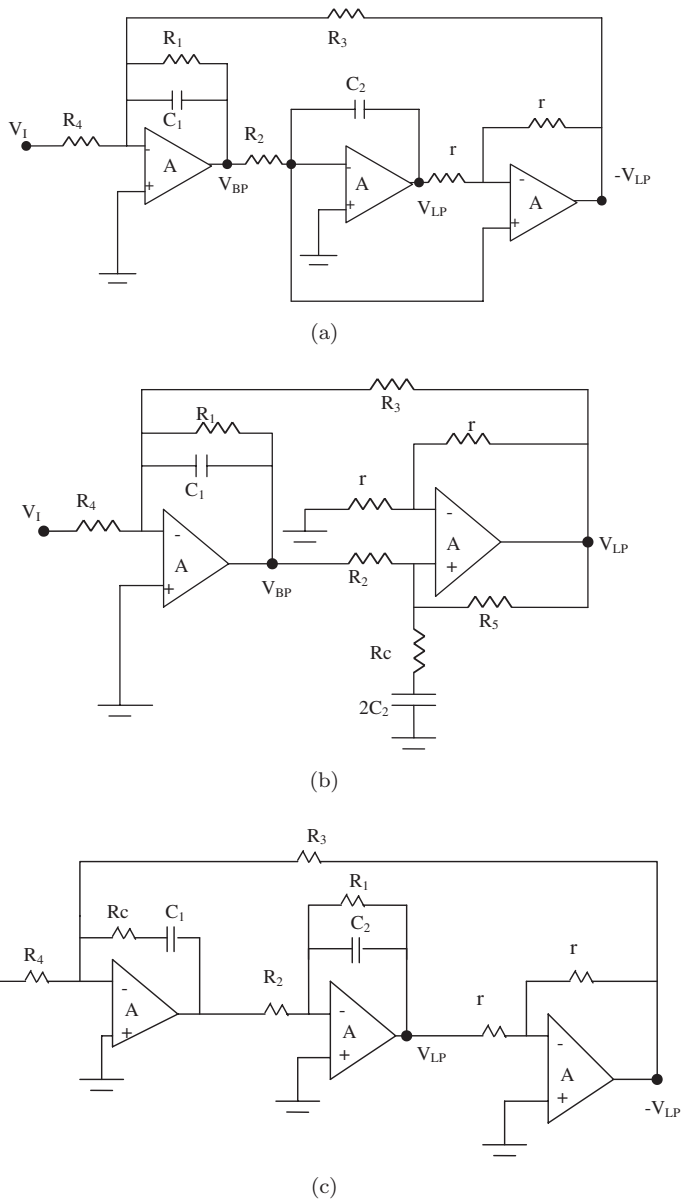 R3
R1
C2
R4
C1
VI
R2
r
r
-
-
-
A
A
A
-VLP
+
+
+
VBP
VLP
(a)
R3
R1
r
C1
r
R4
VI
-
-
A
A
VLP
+
+
R2
VBP
R5
Rc
2C2
(b)
R3
R1
Rc
C1
C2
R4
R2
r
r
-
-
-
A
A
A
+
+
+
VLP
-VLP
(c)